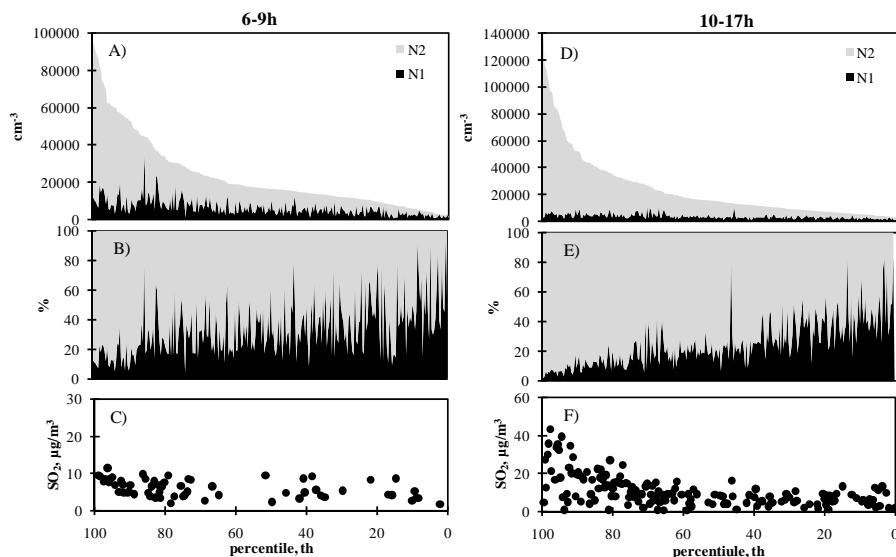 6-9h
10-17h
A)
N2
N1
100000
80000
60000
40000
20000
0
cm-3
D)
N2
N1
140000
120000
100000
80000
60000
40000
20000
0
cm-3
B)
100
80
60
40
20
0
%
E)
100
80
60
40
20
0
%
C)
30
20
10
0
SO2, µg/m3
100 80 60 40 20 0
percentile, th
F)
60
40
20
0
SO2, µg/m3
100 80 60 40 20 0
percentiule, th